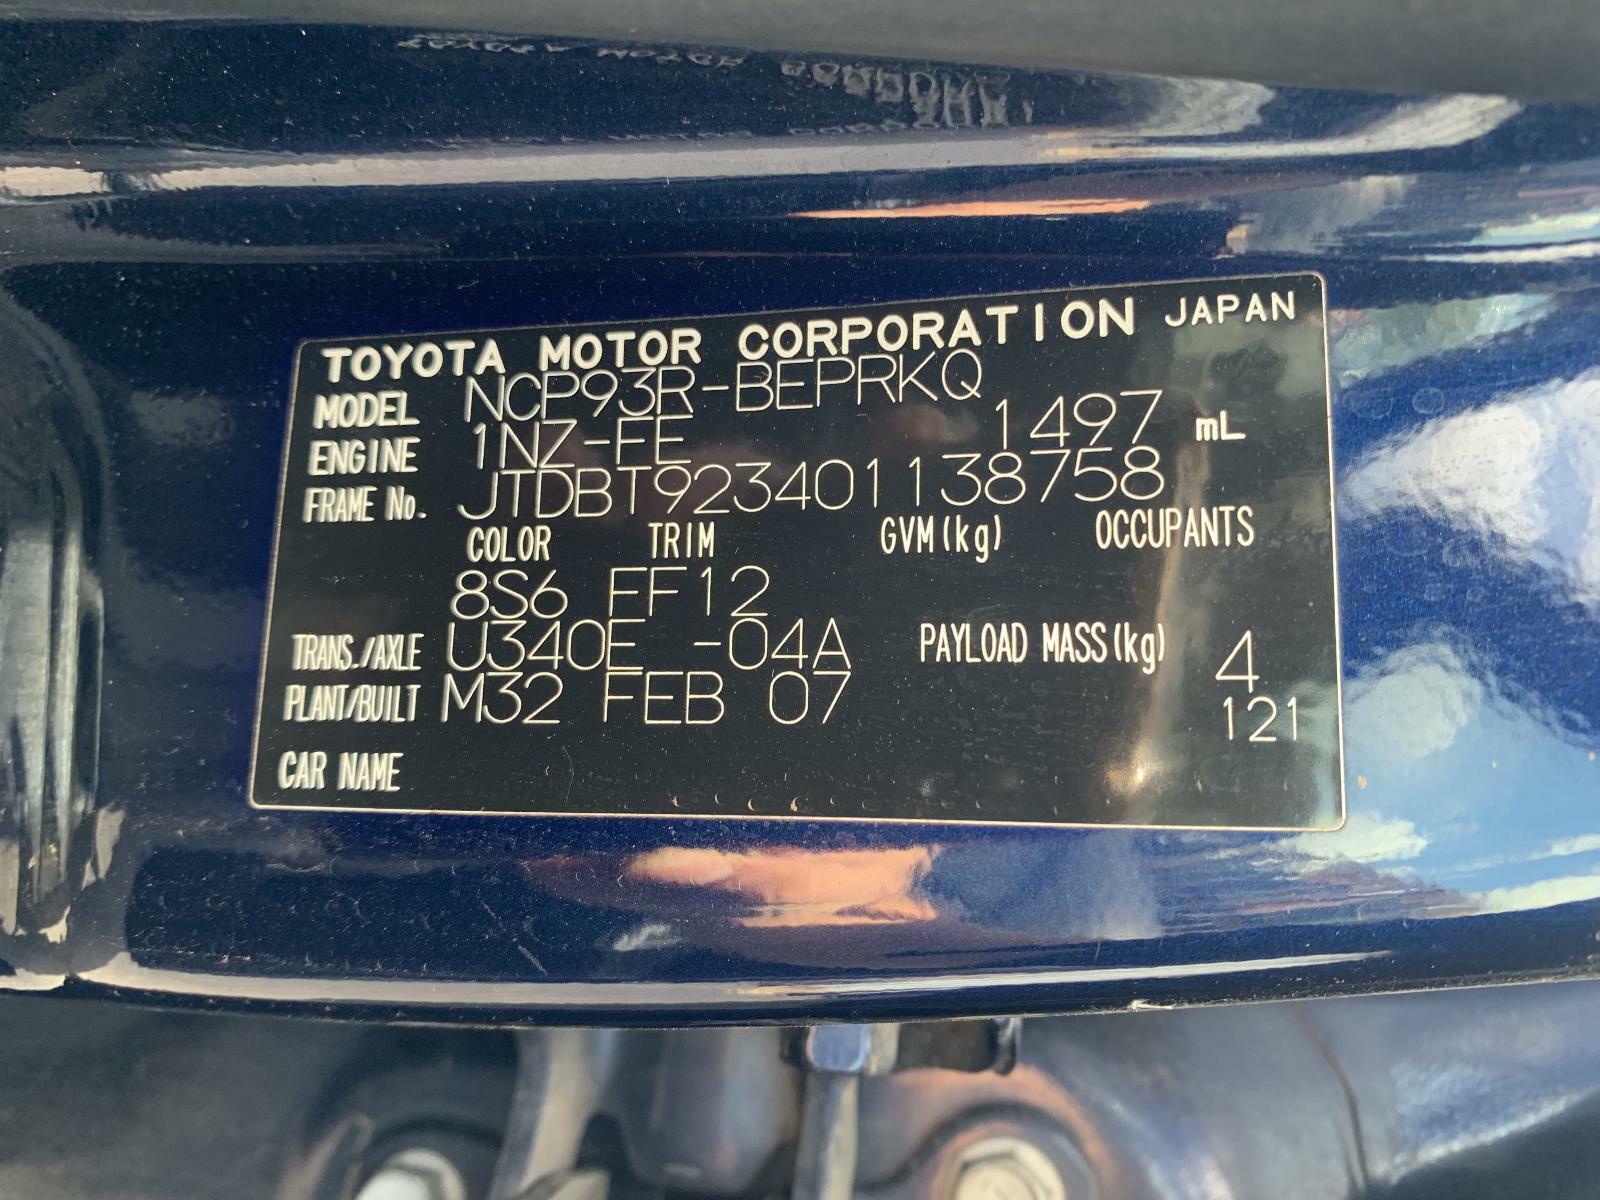 TOYOTA MOTOR CORPORATION JAPAN
MODEL NCP93R-BEPRKQ
ENGINE 1NZ-FE 1497 mL
FRAME No. JTDBT923401138758
COLOR TRIM GVM(kg) OCCUPANTS
8S6 FF12
TRANS./AXLE U340E -04A PAYLOAD MASS(kg) 4
PLANT/BUILT M32 FEB 07 121
CAR NAME